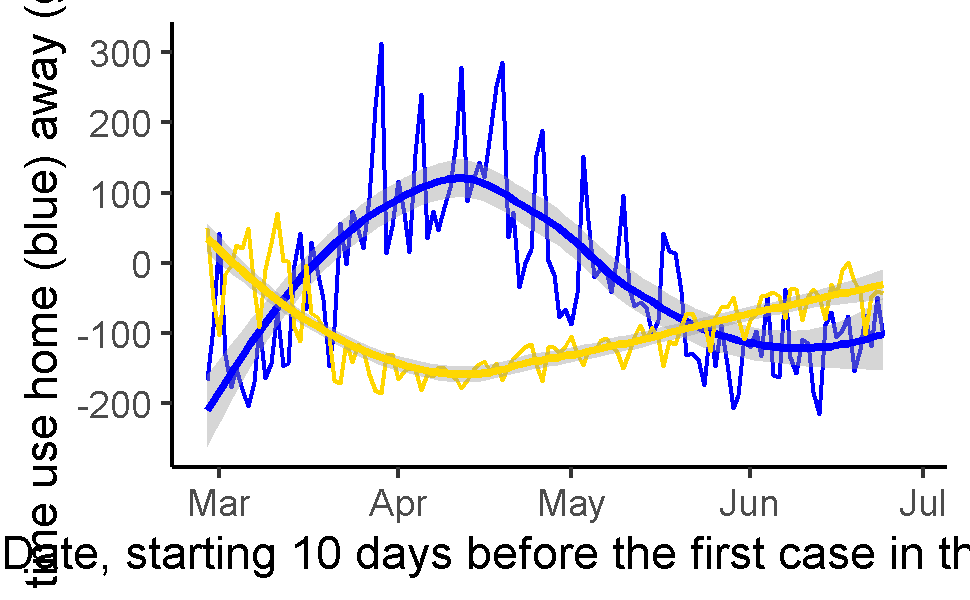 time use home (blue) away (
300
200
100
0
-100
-200
Mar Apr May Jun Jul
Date, starting 10 days before the first case in th